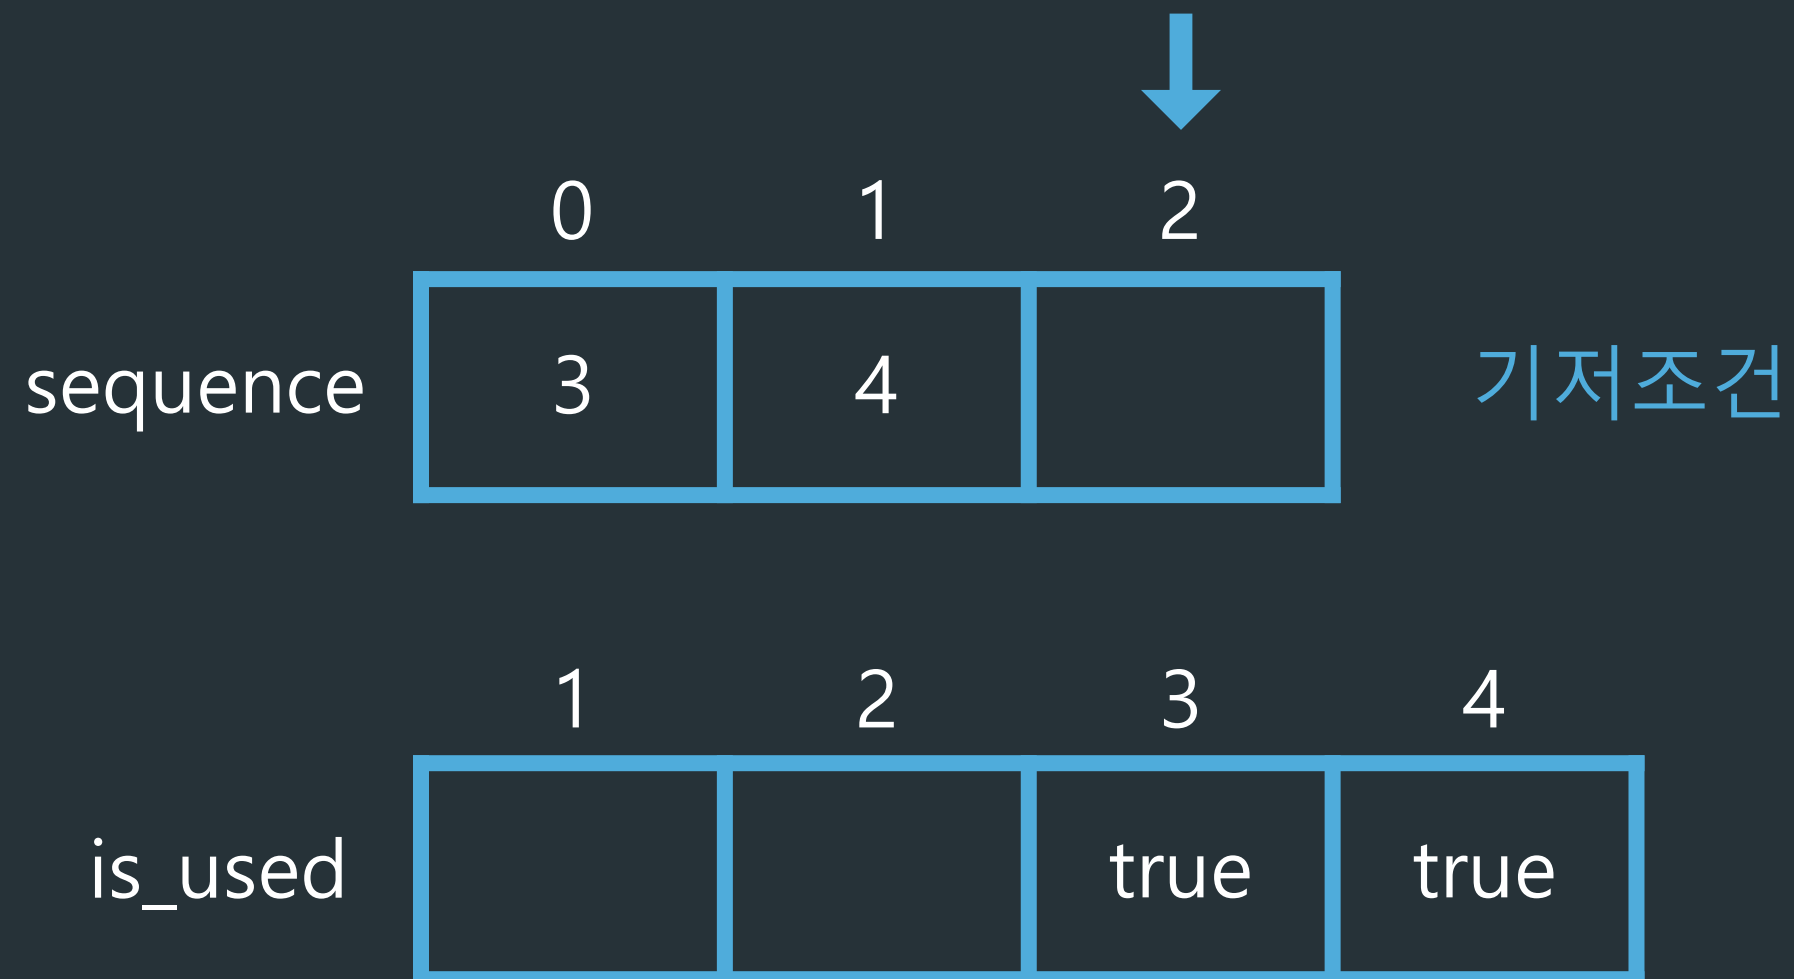 0 1 2
sequence 3 4 기저조건
1 2 3 4
is_used true true